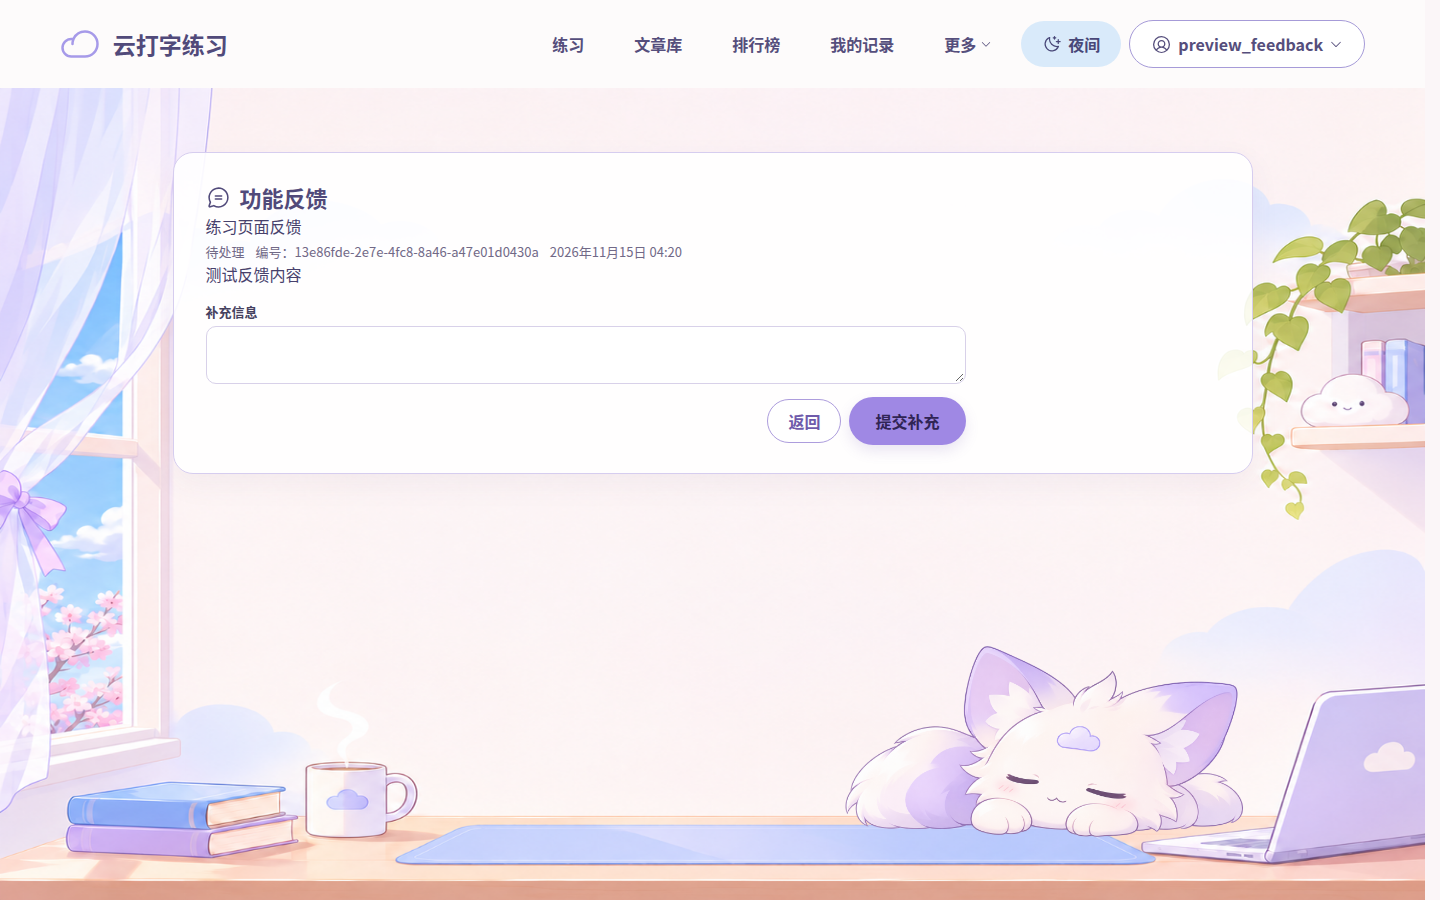 云打字练习
练习 文章库 排行榜 我的记录 更多 夜间 preview_feedback
功能反馈
练习页面反馈
待处理 编号：13e86fde-2e7e-4fc8-8a46-a47e01d0430a 2026年11月15日 04:20
测试反馈内容
补充信息
返回 提交补充